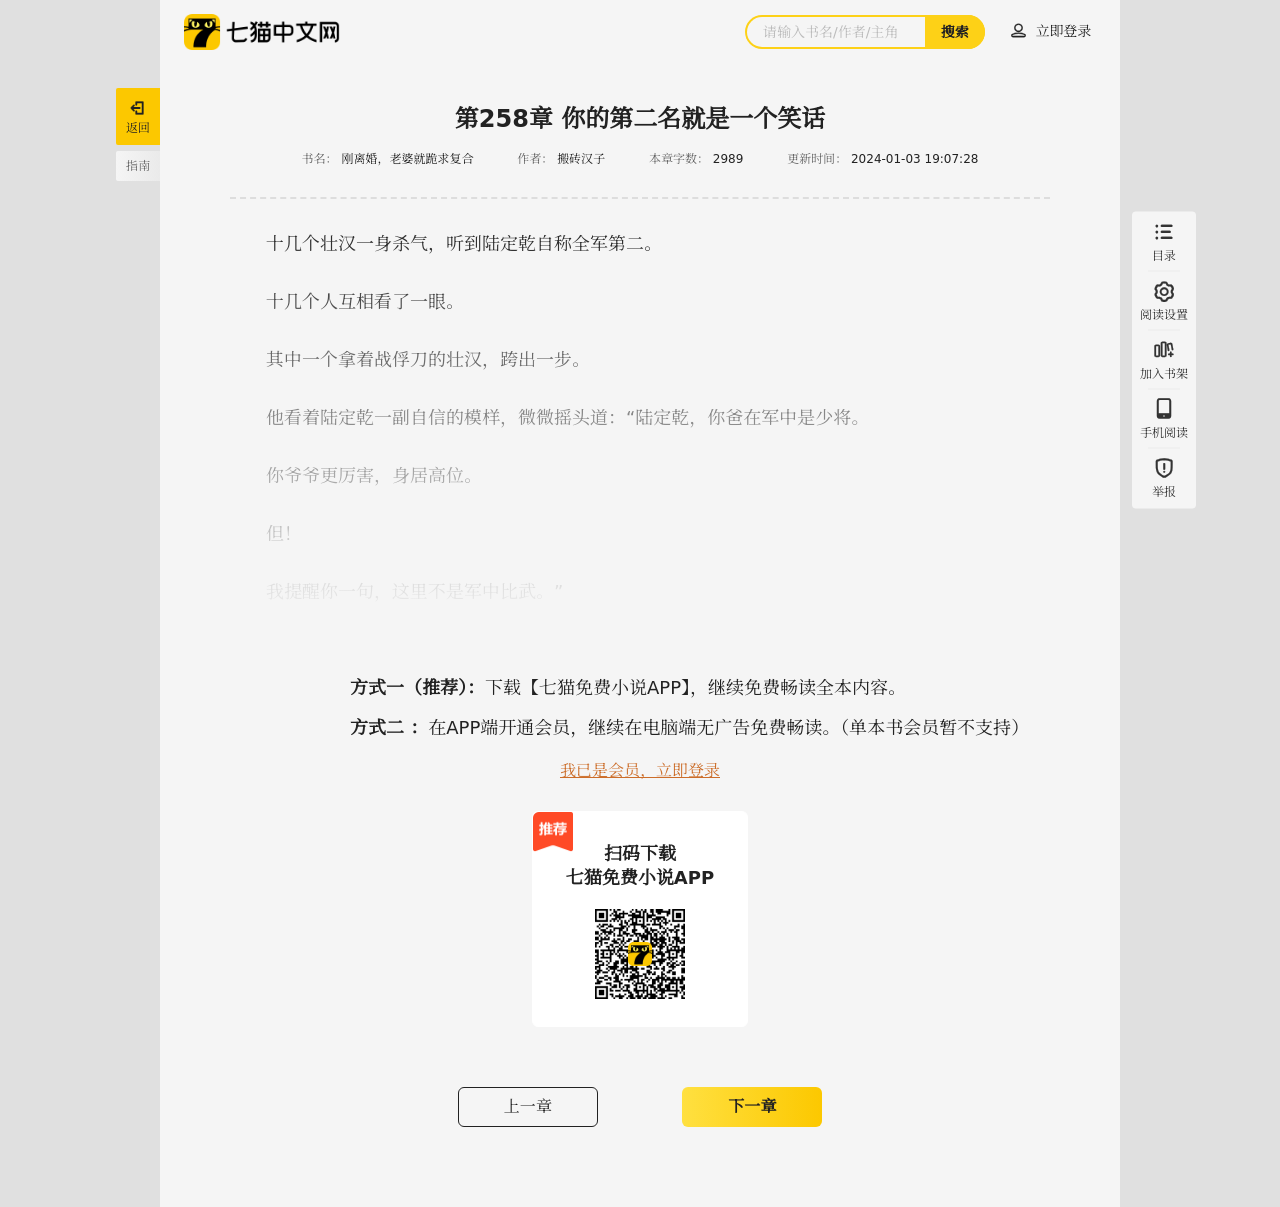 七猫中文网
请输入书名/作者/主角
搜索
立即登录
返回
指南
第258章 你的第二名就是一个笑话
书名： 刚离婚，老婆就跪求复合 作者： 搬砖汉子 本章字数： 2989 更新时间： 2024-01-03 19:07:28
十几个壮汉一身杀气，听到陆定乾自称全军第二。
十几个人互相看了一眼。
其中一个拿着战俘刀的壮汉，跨出一步。
他看着陆定乾一副自信的模样，微微摇头道：“陆定乾，你爸在军中是少将。
你爷爷更厉害，身居高位。
但！
我提醒你一句，这里不是军中比武。”
目录
阅读设置
加入书架
手机阅读
举报
方式一（推荐）：下载【七猫免费小说APP】，继续免费畅读全本内容。
方式二 ：在APP端开通会员，继续在电脑端无广告免费畅读。（单本书会员暂不支持）
我已是会员，立即登录
推荐
扫码下载
七猫免费小说APP
上一章
下一章